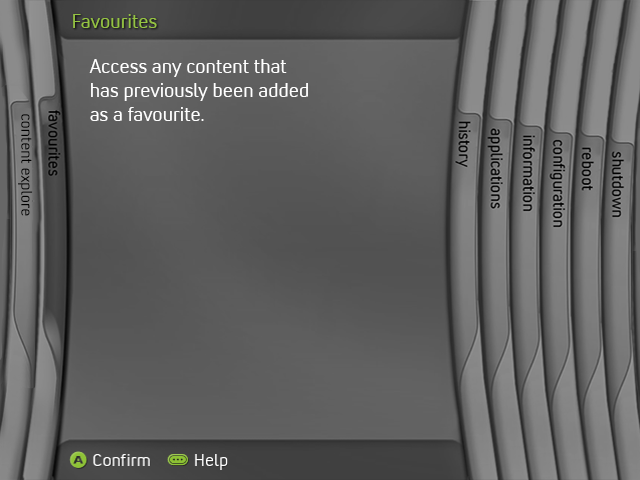 Favourites
Access any content that
has previously been added
as a favourite.
content explore
favourites
history
applications
information
configuration
reboot
shutdown
A Confirm
Help